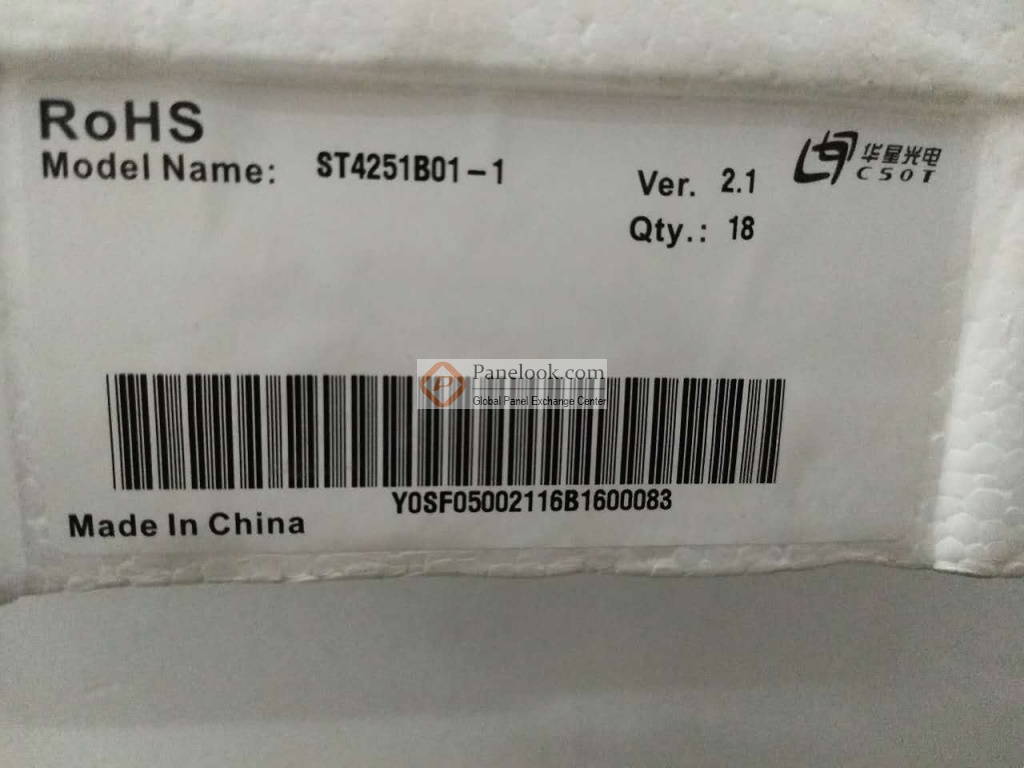 RoHS
Model Name: ST4251B01-1
Ver. 2.1
Qty.: 18
华星光电
CSOT
Panelook.com
Global Panel Exchange Center
Y0SF05002116B1600083
Made In China